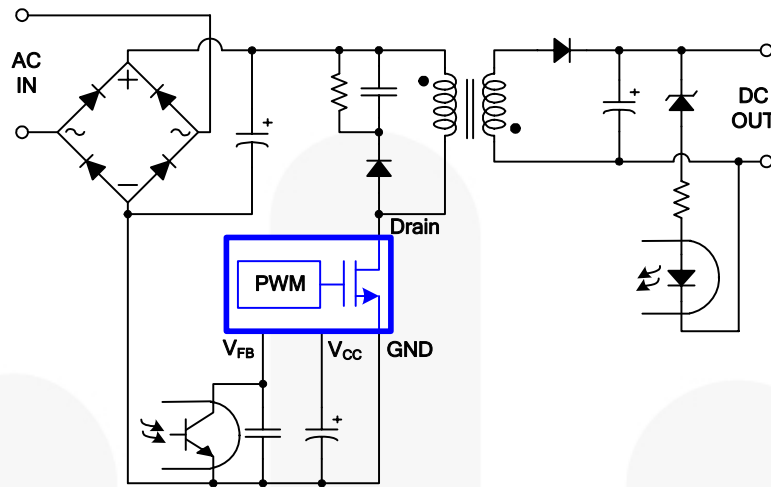 AC
IN
+
~
~
−
+
+
DC
OUT
Drain
PWM
VFB
VCC
GND
+